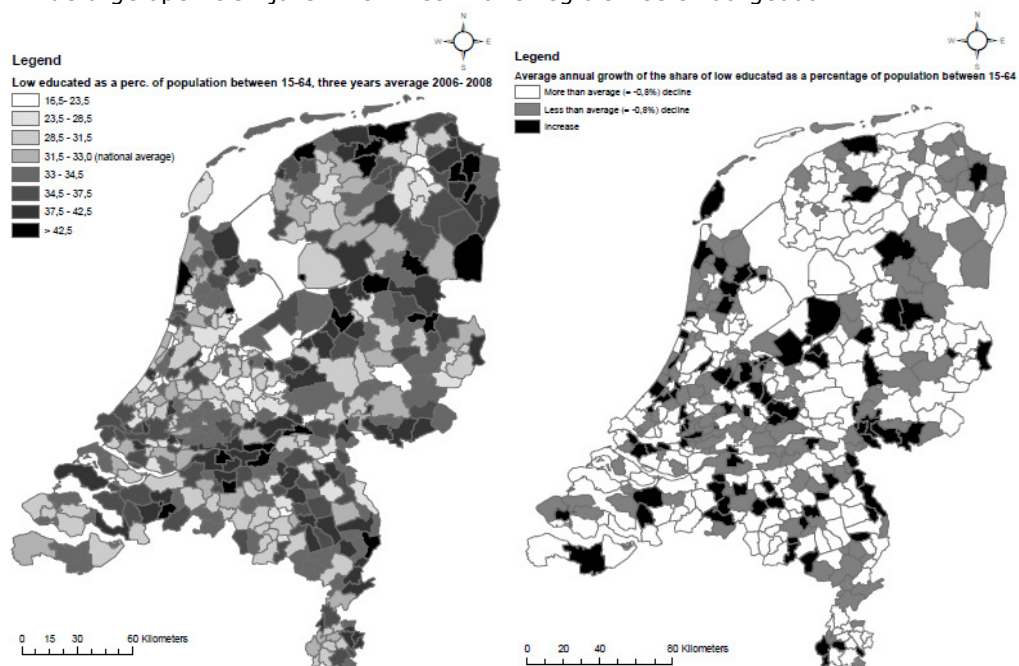 N
W E
S
Legend
Low educated as a perc. of population between 15-64, three years average 2006- 2008
16,5- 23,5
23,5 - 28,5
28,5 - 31,5
31,5 - 33,0 (national average)
33 - 34,5
34,5 - 37,5
37,5 - 42,5
> 42,5
0 15 30 60 Kilometers
N
W E
S
Legend
Average annual growth of the share of low educated as a percentage of population between 15-64
More than average (= -0,8%) decline
Less than average (= -0,8%) decline
Increase
0 20 40 80 Kilometers